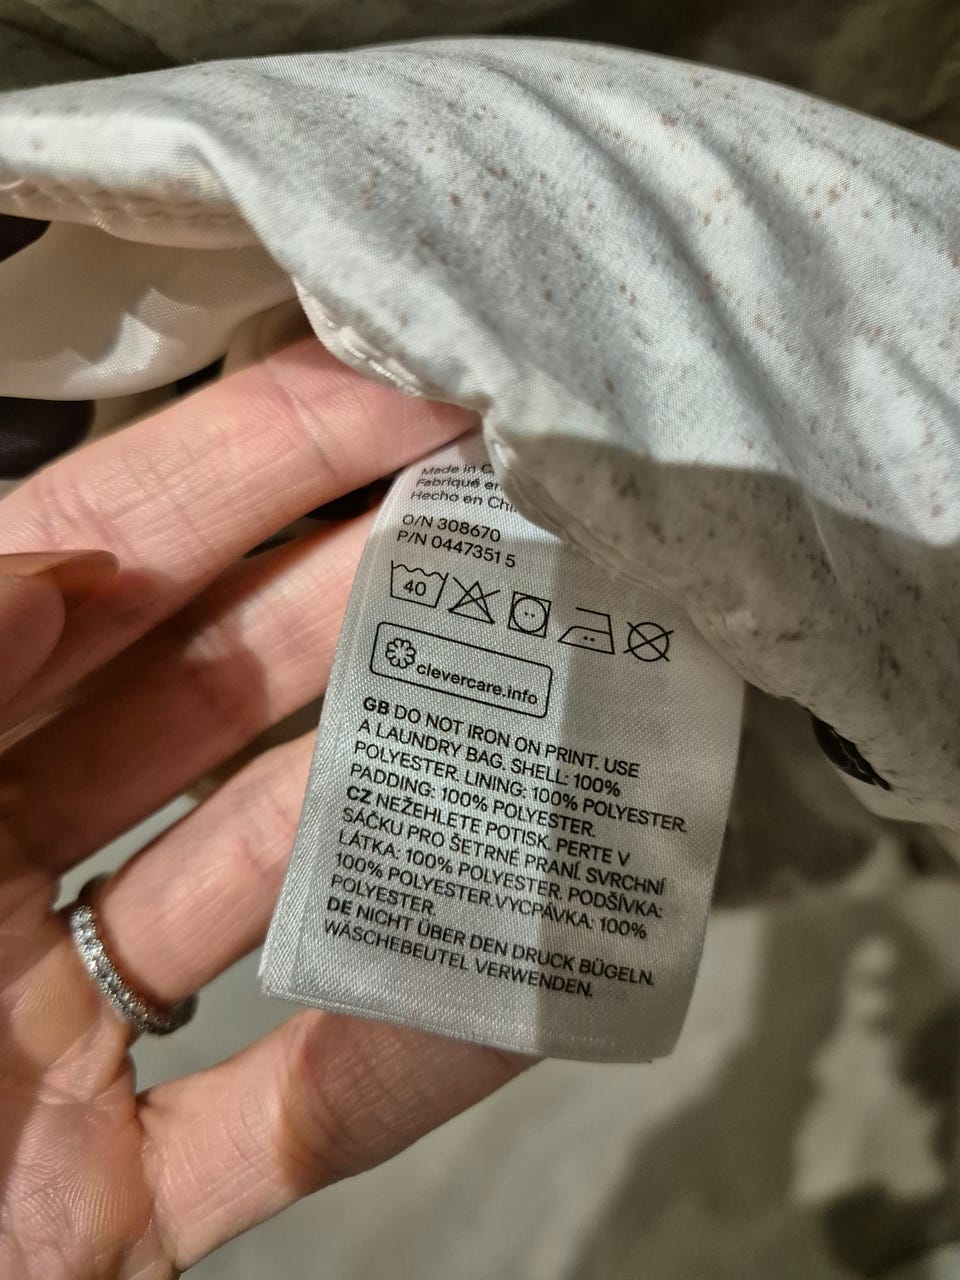 Made in
Fabriqué en
Hecho en
O/N 308670
P/N 0447351 5
40
clevercare.info
GB DO NOT IRON ON PRINT. USE
A LAUNDRY BAG. SHELL: 100%
POLYESTER. LINING: 100% POLYESTER.
PADDING: 100% POLYESTER.
CZ NEŽEHLETE POTISK. PERTE V
SÁČKU PRO ŠETRNÉ PRANÍ. SVRCHNÍ
LÁTKA: 100% POLYESTER. PODŠÍVKA:
100% POLYESTER.VYCPÁVKA: 100%
POLYESTER.
DE NICHT ÜBER DEN DRUCK BÜGELN.
WÄSCHEBEUTEL VERWENDEN.